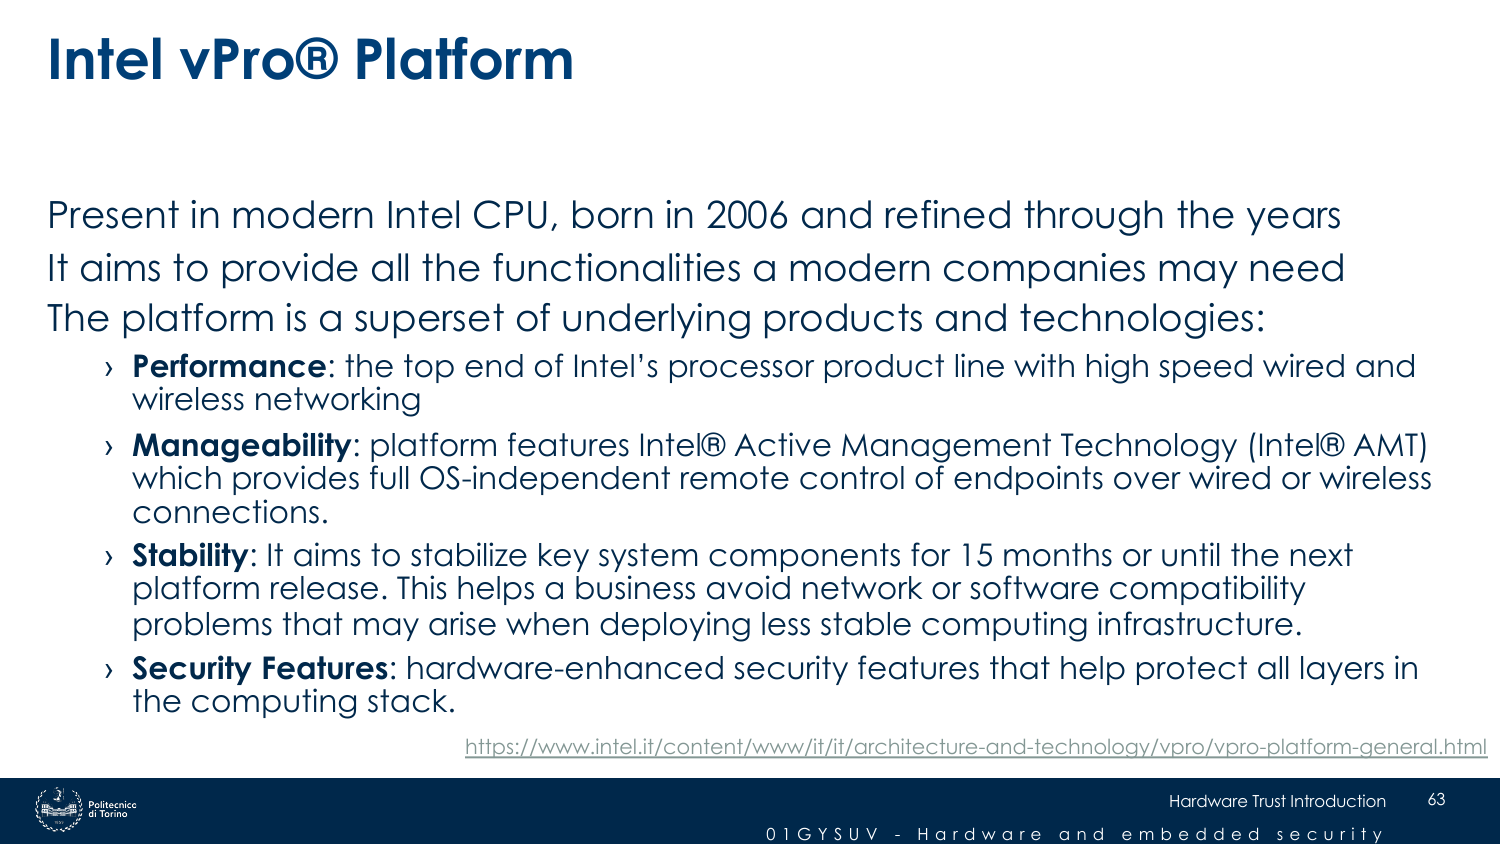 Intel vPro® Platform
Present in modern Intel CPU, born in 2006 and refined through the years
It aims to provide all the functionalities a modern companies may need
The platform is a superset of underlying products and technologies:
› Performance: the top end of Intel's processor product line with high speed wired and
wireless networking
› Manageability: platform features Intel® Active Management Technology (Intel® AMT)
which provides full OS-independent remote control of endpoints over wired or wireless
connections.
› Stability: It aims to stabilize key system components for 15 months or until the next
platform release. This helps a business avoid network or software compatibility
problems that may arise when deploying less stable computing infrastructure.
› Security Features: hardware-enhanced security features that help protect all layers in
the computing stack.
https://www.intel.it/content/www/it/it/architecture-and-technology/vpro/vpro-platform-general.html
Politecnico
di Torino
Hardware Trust Introduction 63
01GYSUV - Hardware and embedded security